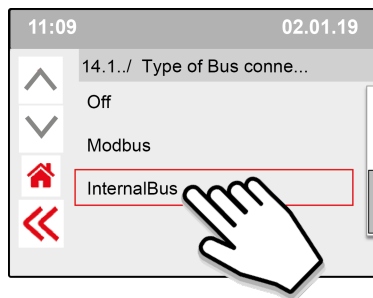 11:09 02.01.19
14.1../ Type of Bus conne...
Off
Modbus
InternalBus